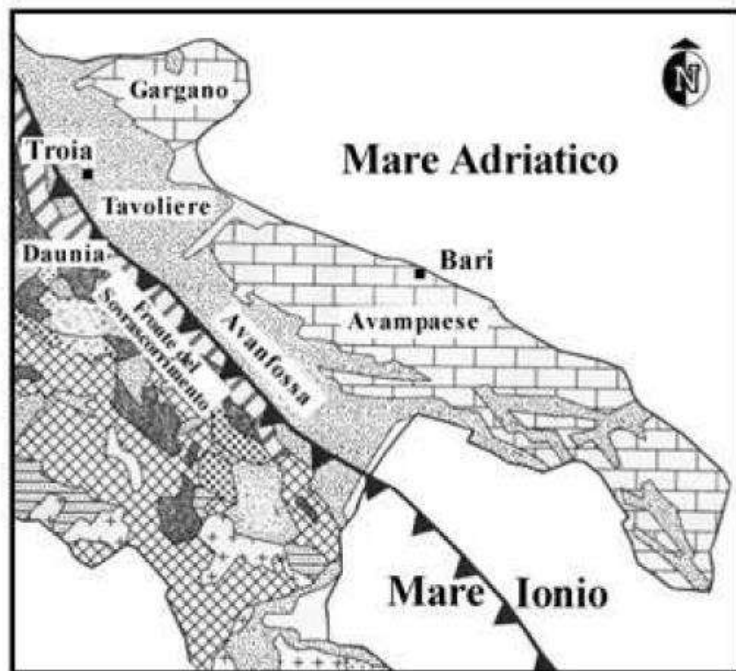 Gargano
N
Mare Adriatico
Troia
Tavoliere
Daunia
Bari
Fronte del
Sovrascorrimento
Avanfossa
Avampaese
Mare Ionio